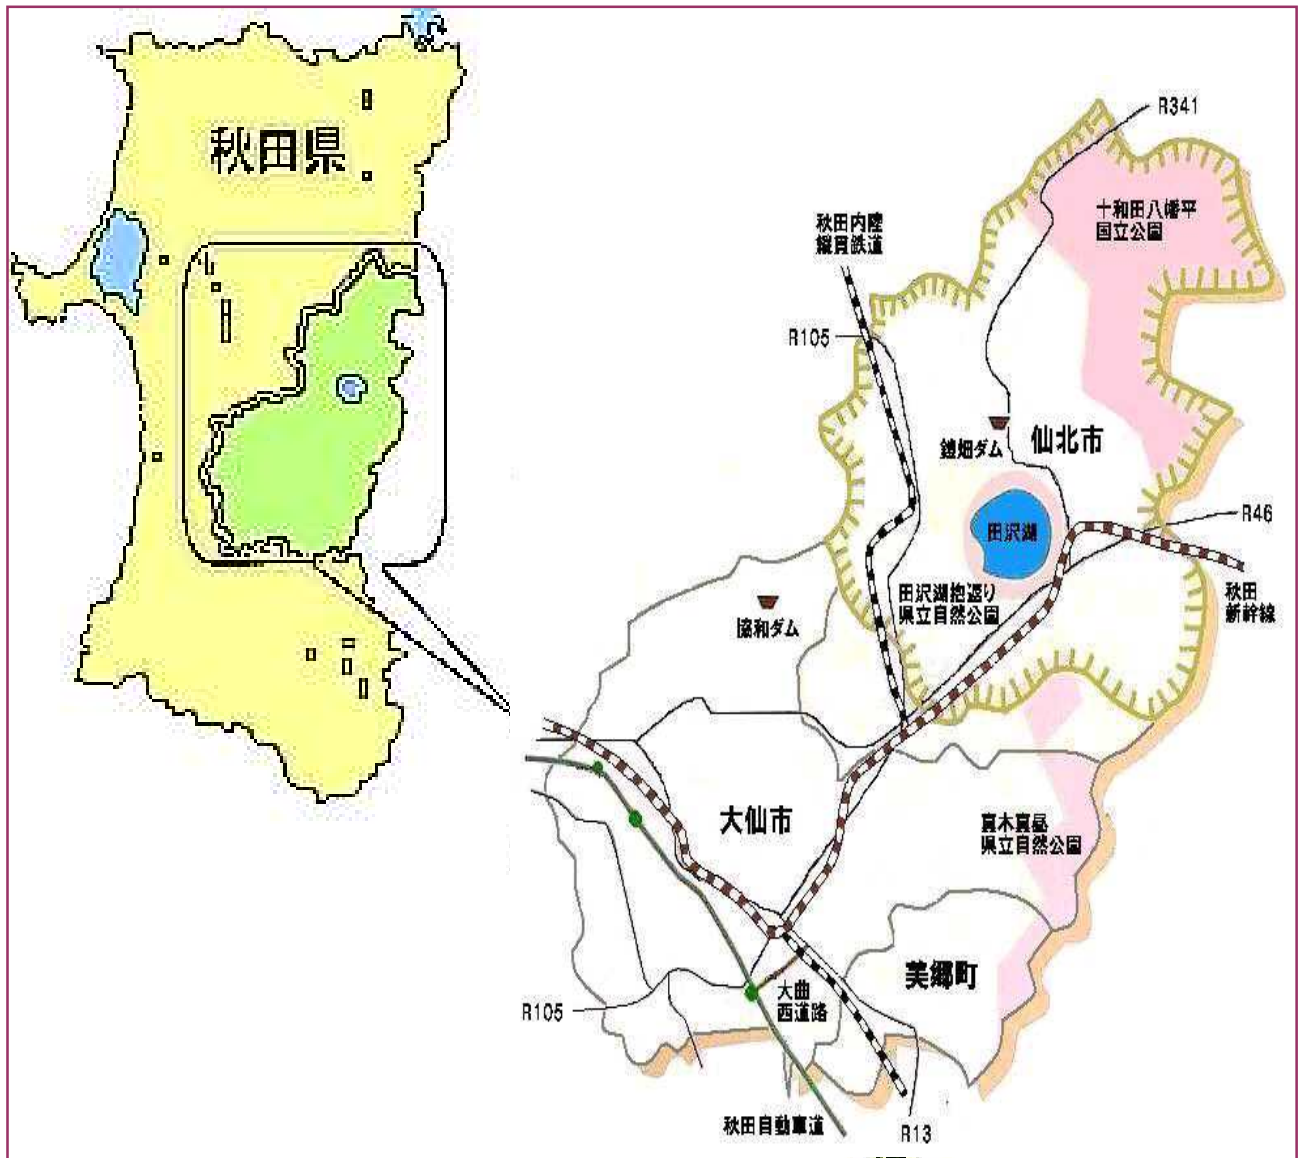 秋田県
R341
十和田八幡平
国立公園
秋田内陸
縦貫鉄道
R105
鎧畑ダム
仙北市
R46
田沢湖
田沢湖抱返り
県立自然公園
秋田
新幹線
協和ダム
大仙市
真木真昼
県立自然公園
美郷町
大曲
西道路
R105
秋田自動車道
R13